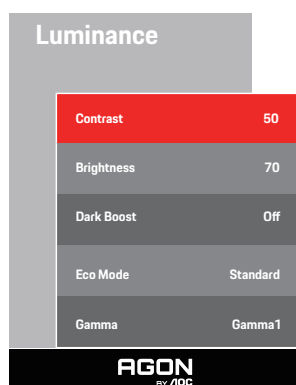 Luminance
Contrast 50
Brightness 70
Dark Boost Off
Eco Mode Standard
Gamma Gamma1
AGON
BY AOC